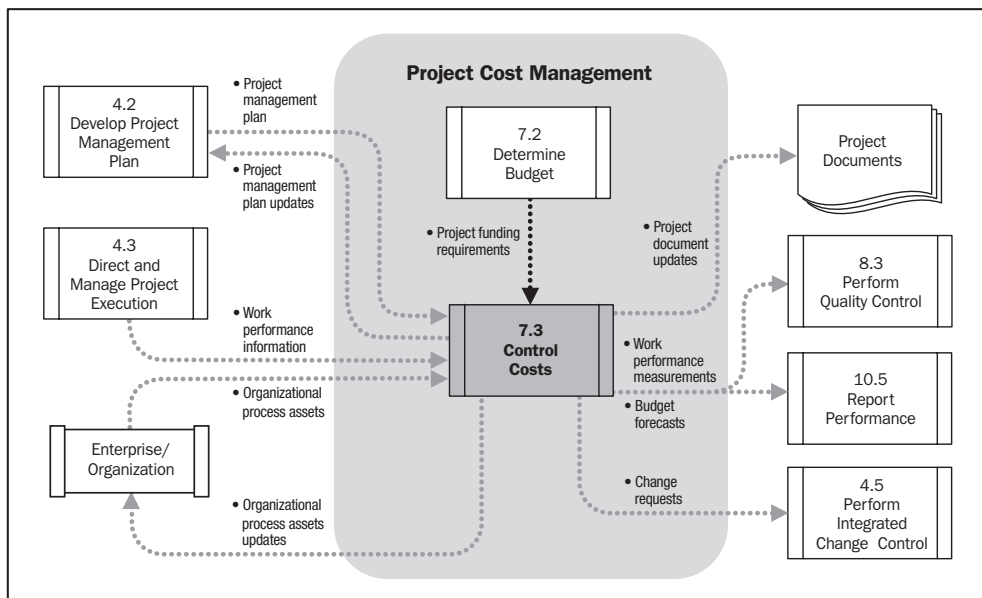 Project Cost Management
4.2
Develop Project
Management
Plan
• Project
management
plan
• Project
management
plan updates
7.2
Determine
Budget
Project
Documents
4.3
Direct and
Manage Project
Execution
• Project funding
requirements
• Project
document
updates
8.3
Perform
Quality Control
• Work
performance
information
7.3
Control
Costs
• Work
performance
measurements
• Budget
forecasts
10.5
Report
Performance
• Organizational
process assets
Enterprise/
Organization
• Organizational
process assets
updates
• Change
requests
4.5
Perform
Integrated
Change Control